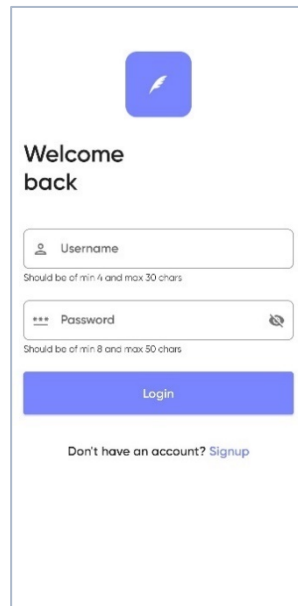 Welcome
back
Username
Should be of min 4 and max 30 chars
Password
Should be of min 8 and max 50 chars
Login
Don't have an account? Signup